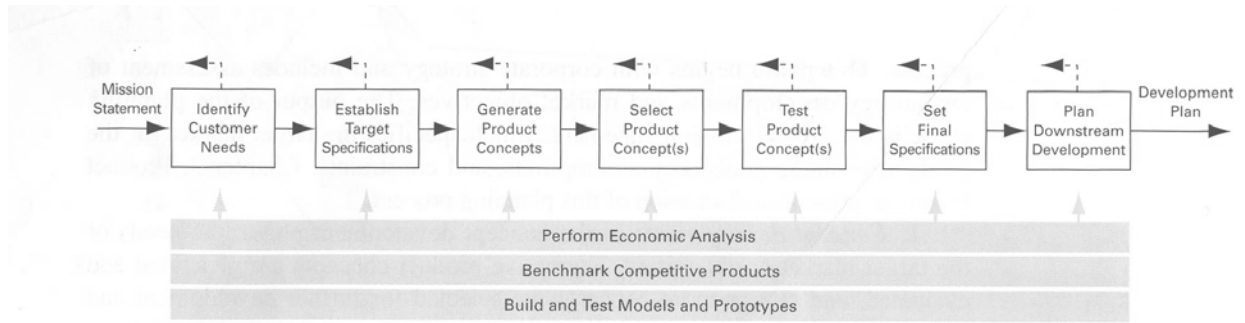 Mission
Statement
Identify
Customer
Needs
Establish
Target
Specifications
Generate
Product
Concepts
Select
Product
Concept(s)
Test
Product
Concept(s)
Set
Final
Specifications
Plan
Downstream
Development
Development
Plan
Perform Economic Analysis
Benchmark Competitive Products
Build and Test Models and Prototypes